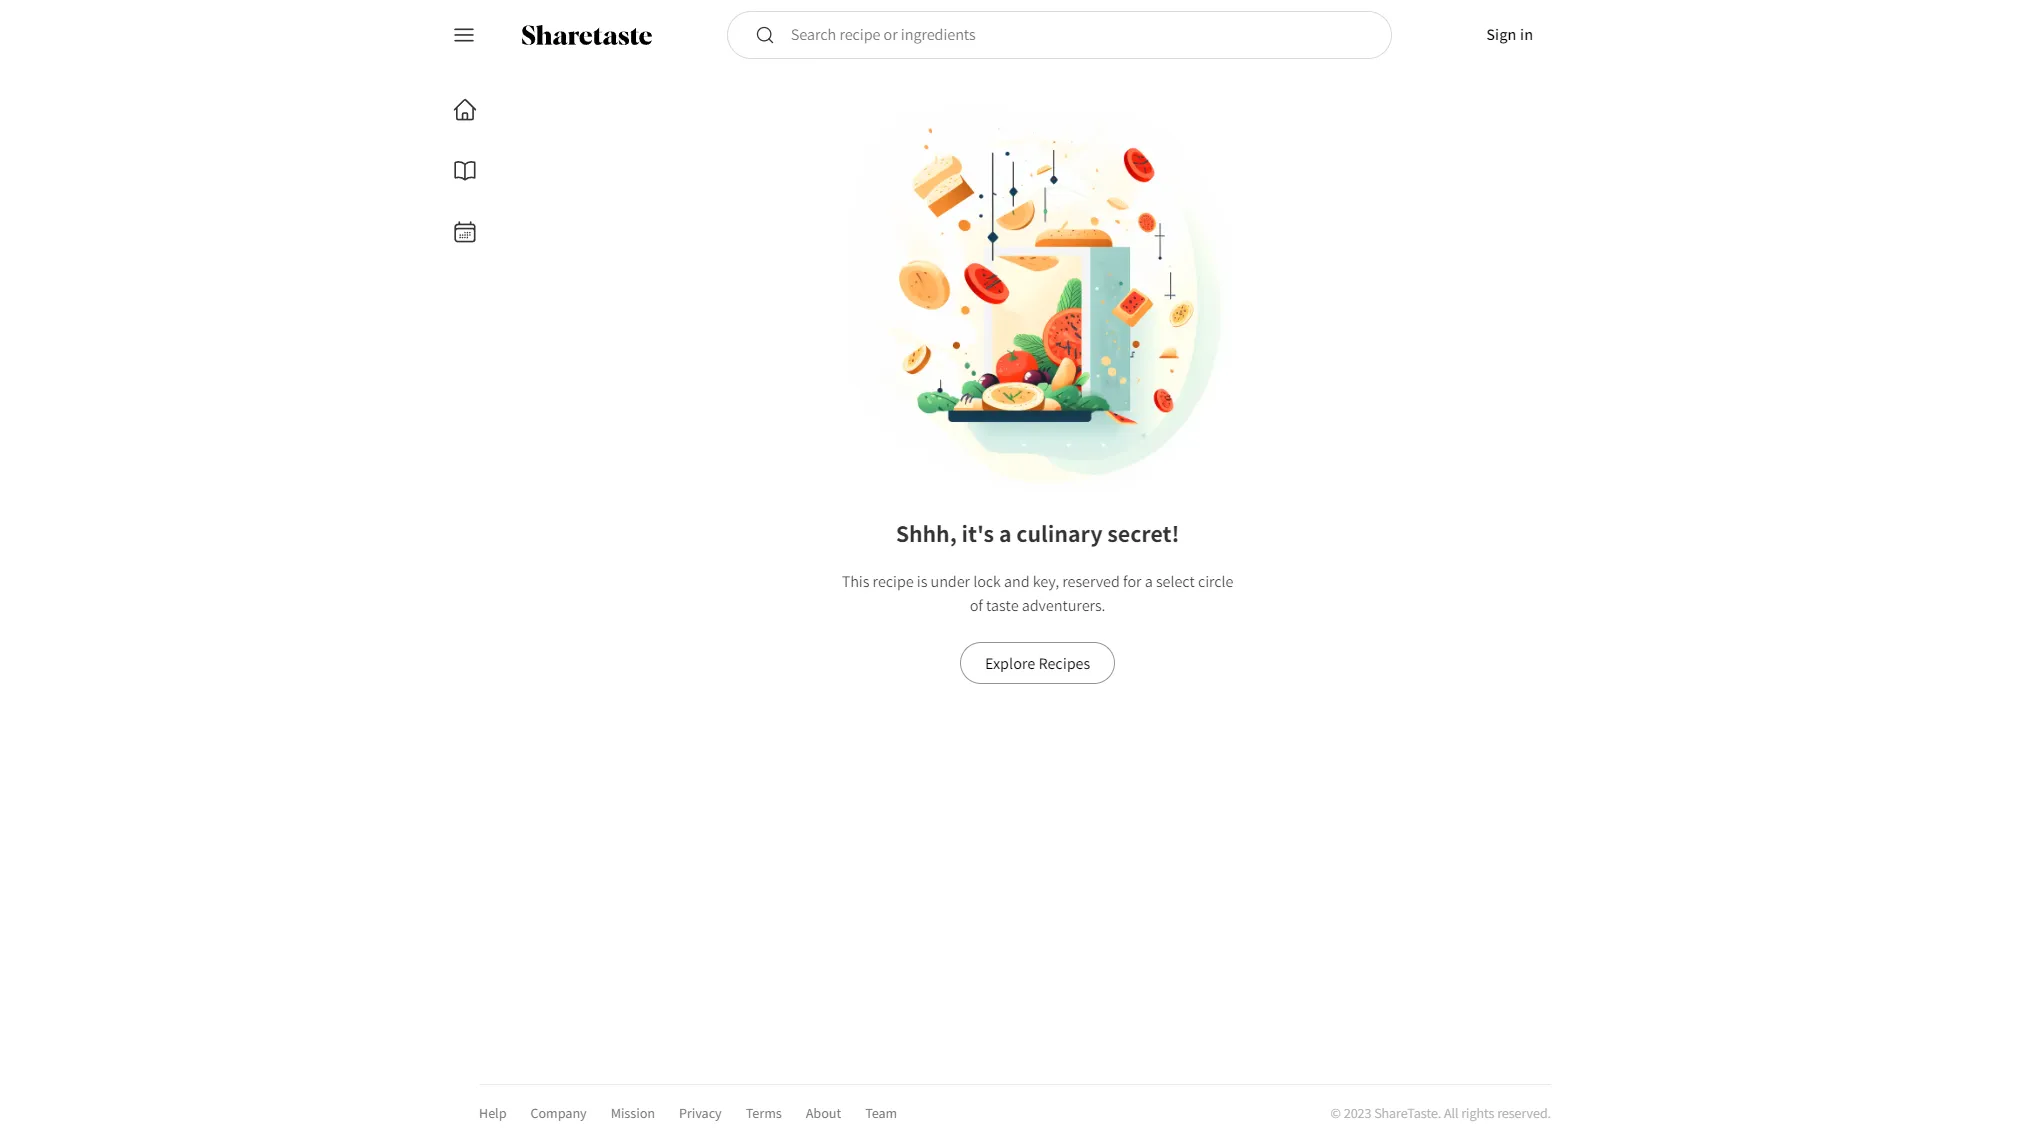 Sharetaste
Search recipe or ingredients
Sign in
Shhh, it's a culinary secret!
This recipe is under lock and key, reserved for a select circle
of taste adventurers.
Explore Recipes
Help Company Mission Privacy Terms About Team
© 2023 ShareTaste. All rights reserved.